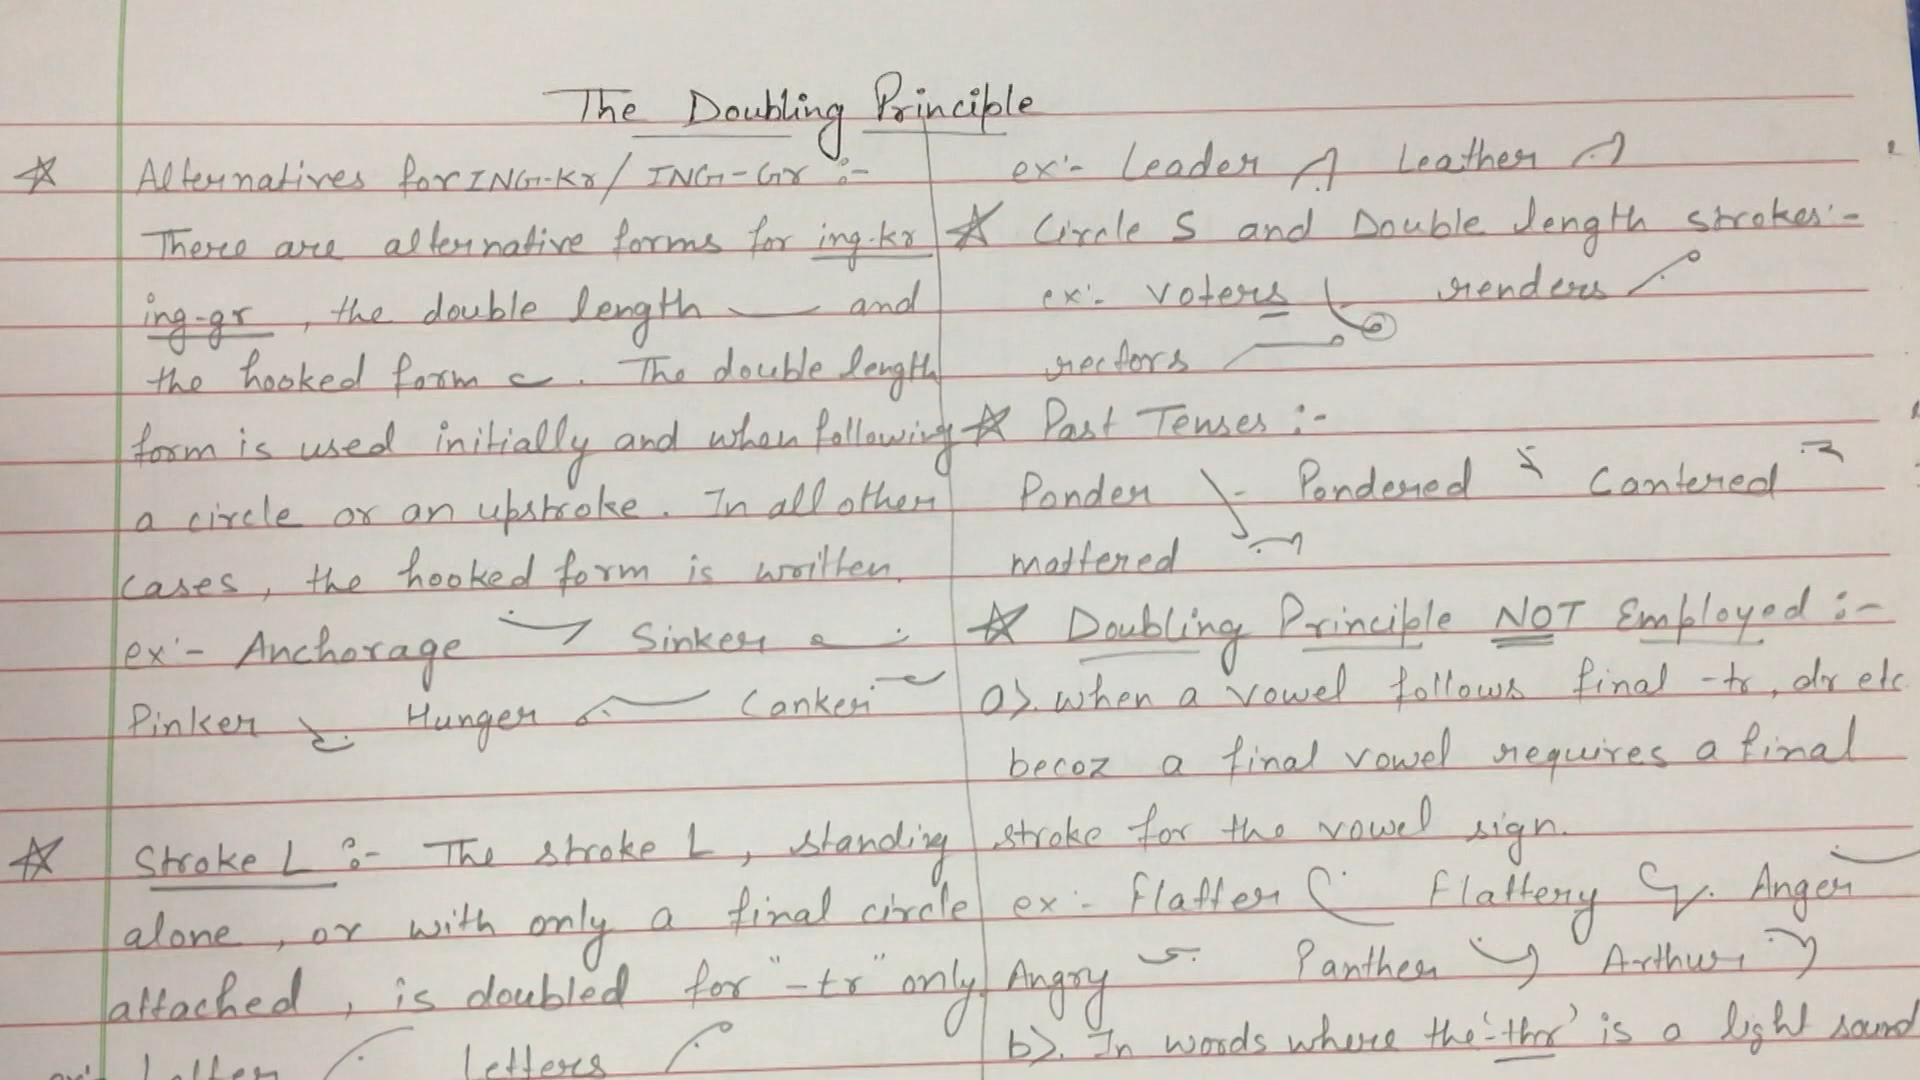 The Doubling Principle
☆ Alternatives for ING-Kr / ING-Gr :-
There are alternative forms for ing-kr
ing-gr, the double length and
the hooked form . The double length
form is used initially and when following
a circle or an upstroke. In all other
cases, the hooked form is written.
ex:- Anchorage Sinker
Pinker Hunger Canker
☆ Stroke L :- The stroke L, standing
alone, or with only a final circle
attached, is doubled for "-tr" only.
ex:- Letter Letters
ex:- Leader Leather
☆ Circle S and Double length strokes:-
ex:- Voters renders
rectors
☆ Past Tenses :-
Ponder Pondered Cantered
mattered
☆ Doubling Principle NOT Employed :-
a). when a vowel follows final -tr, dr etc
becoz a final vowel requires a final
stroke for the vowel sign.
ex:- Flatter Flattery Anger
Angry Panther Arthur
b). In words where the '-thr' is a light sound